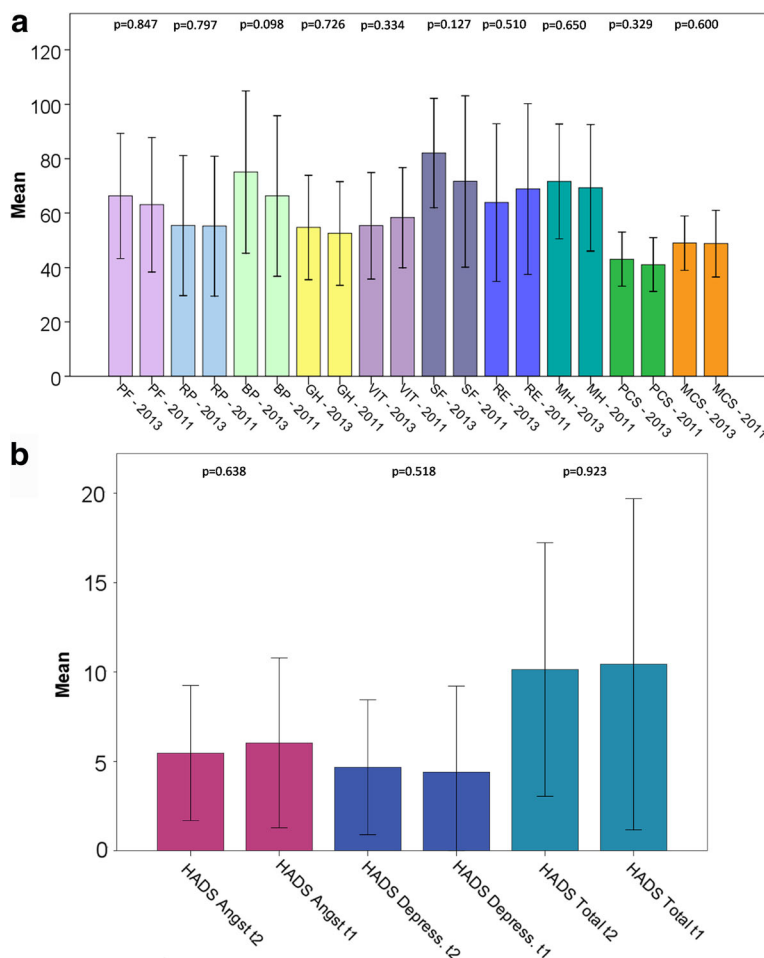 a
p=0.847 p=0.797 p=0.098 p=0.726 p=0.334 p=0.127 p=0.510 p=0.650 p=0.329 p=0.600
120
100
80
60
40
20
0
Mean
PF - 2013
PF - 2011
RP - 2013
RP - 2011
BP - 2013
BP - 2011
GH - 2013
GH - 2011
VIT - 2013
VIT - 2011
SF - 2013
SF - 2011
RE - 2013
RE - 2011
MH - 2013
MH - 2011
PCS - 2013
PCS - 2011
MCS - 2013
MCS - 2011
b
p=0.638 p=0.518 p=0.923
20
15
10
5
0
Mean
HADS Angst t2
HADS Angst t1
HADS Depress. t2
HADS Depress. t1
HADS Total t2
HADS Total t1